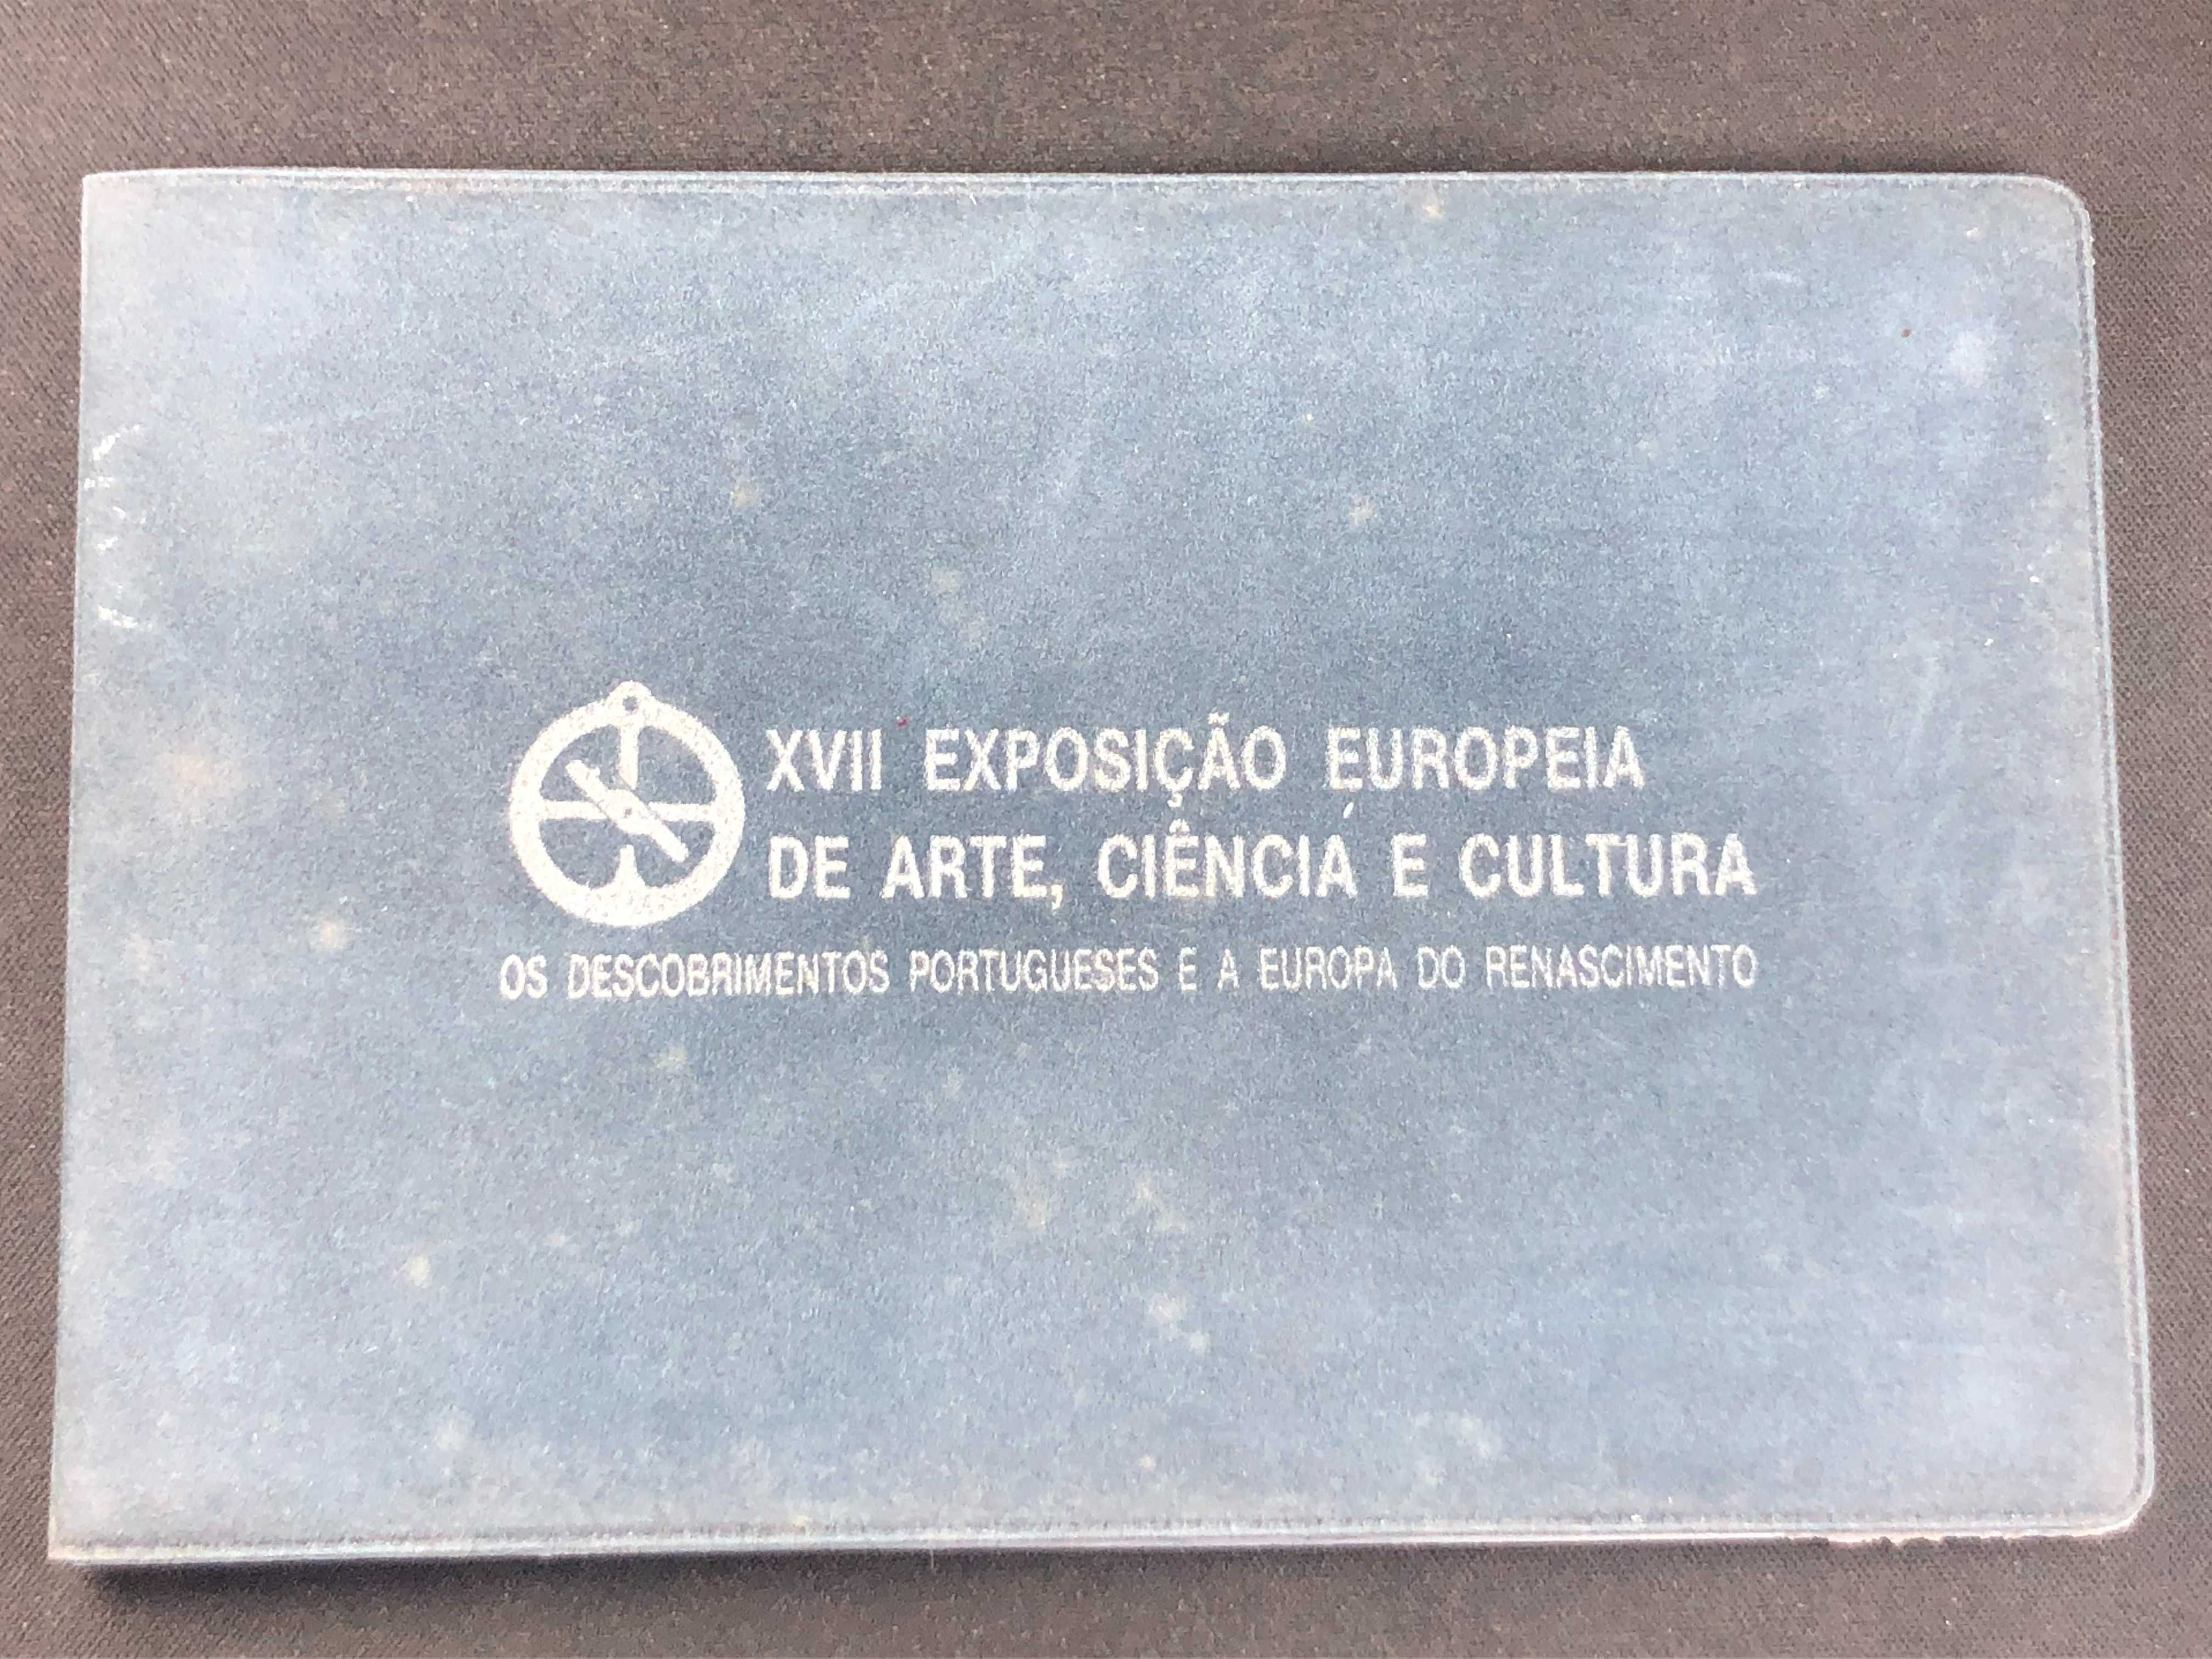 XVII EXPOSIÇÃO EUROPEIA
DE ARTE, CIÊNCIA E CULTURA
OS DESCOBRIMENTOS PORTUGUESES E A EUROPA DO RENASCIMENTO